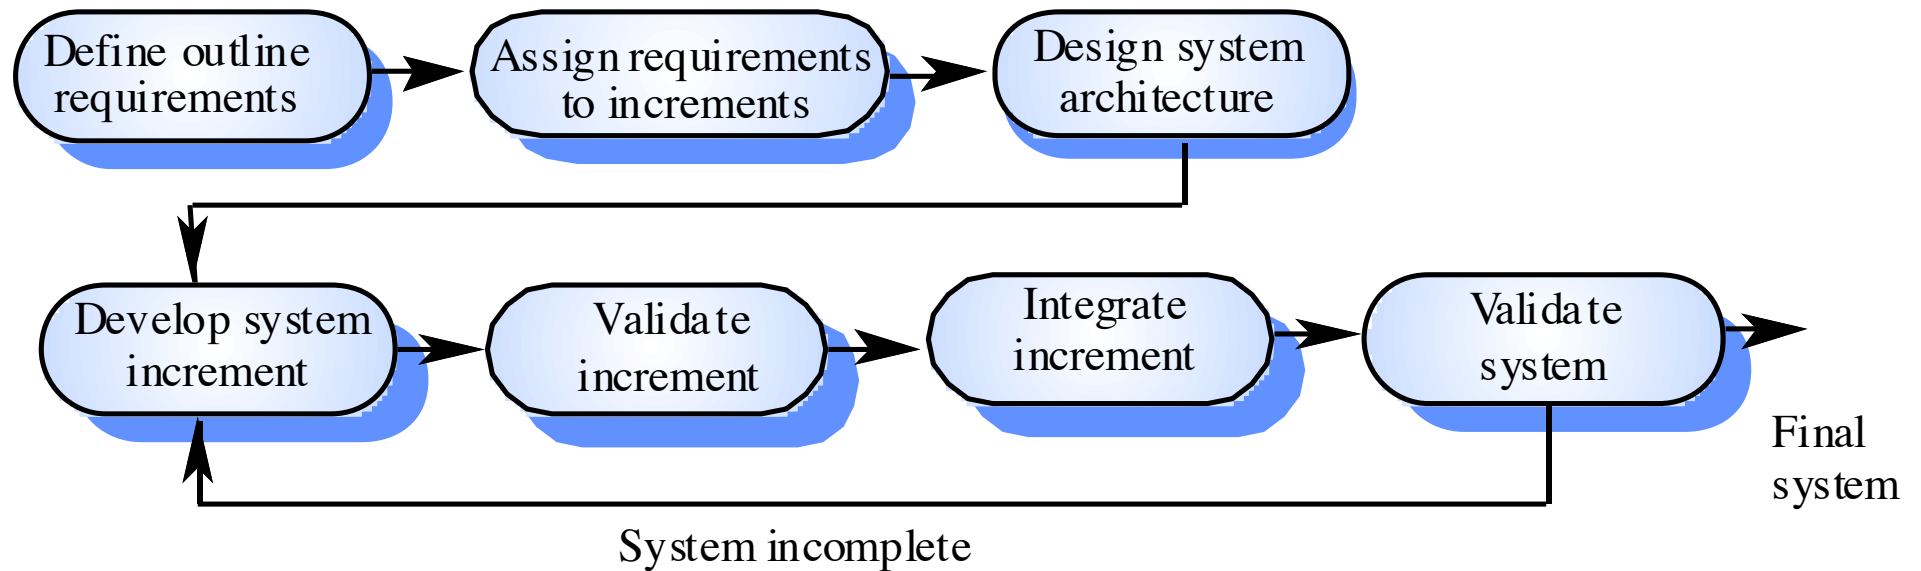 Define outline
requirements
Assign requirements
to increments
Design system
architecture
Develop system
increment
Validate
increment
Integrate
increment
Validate
system
Final
system
System incomplete